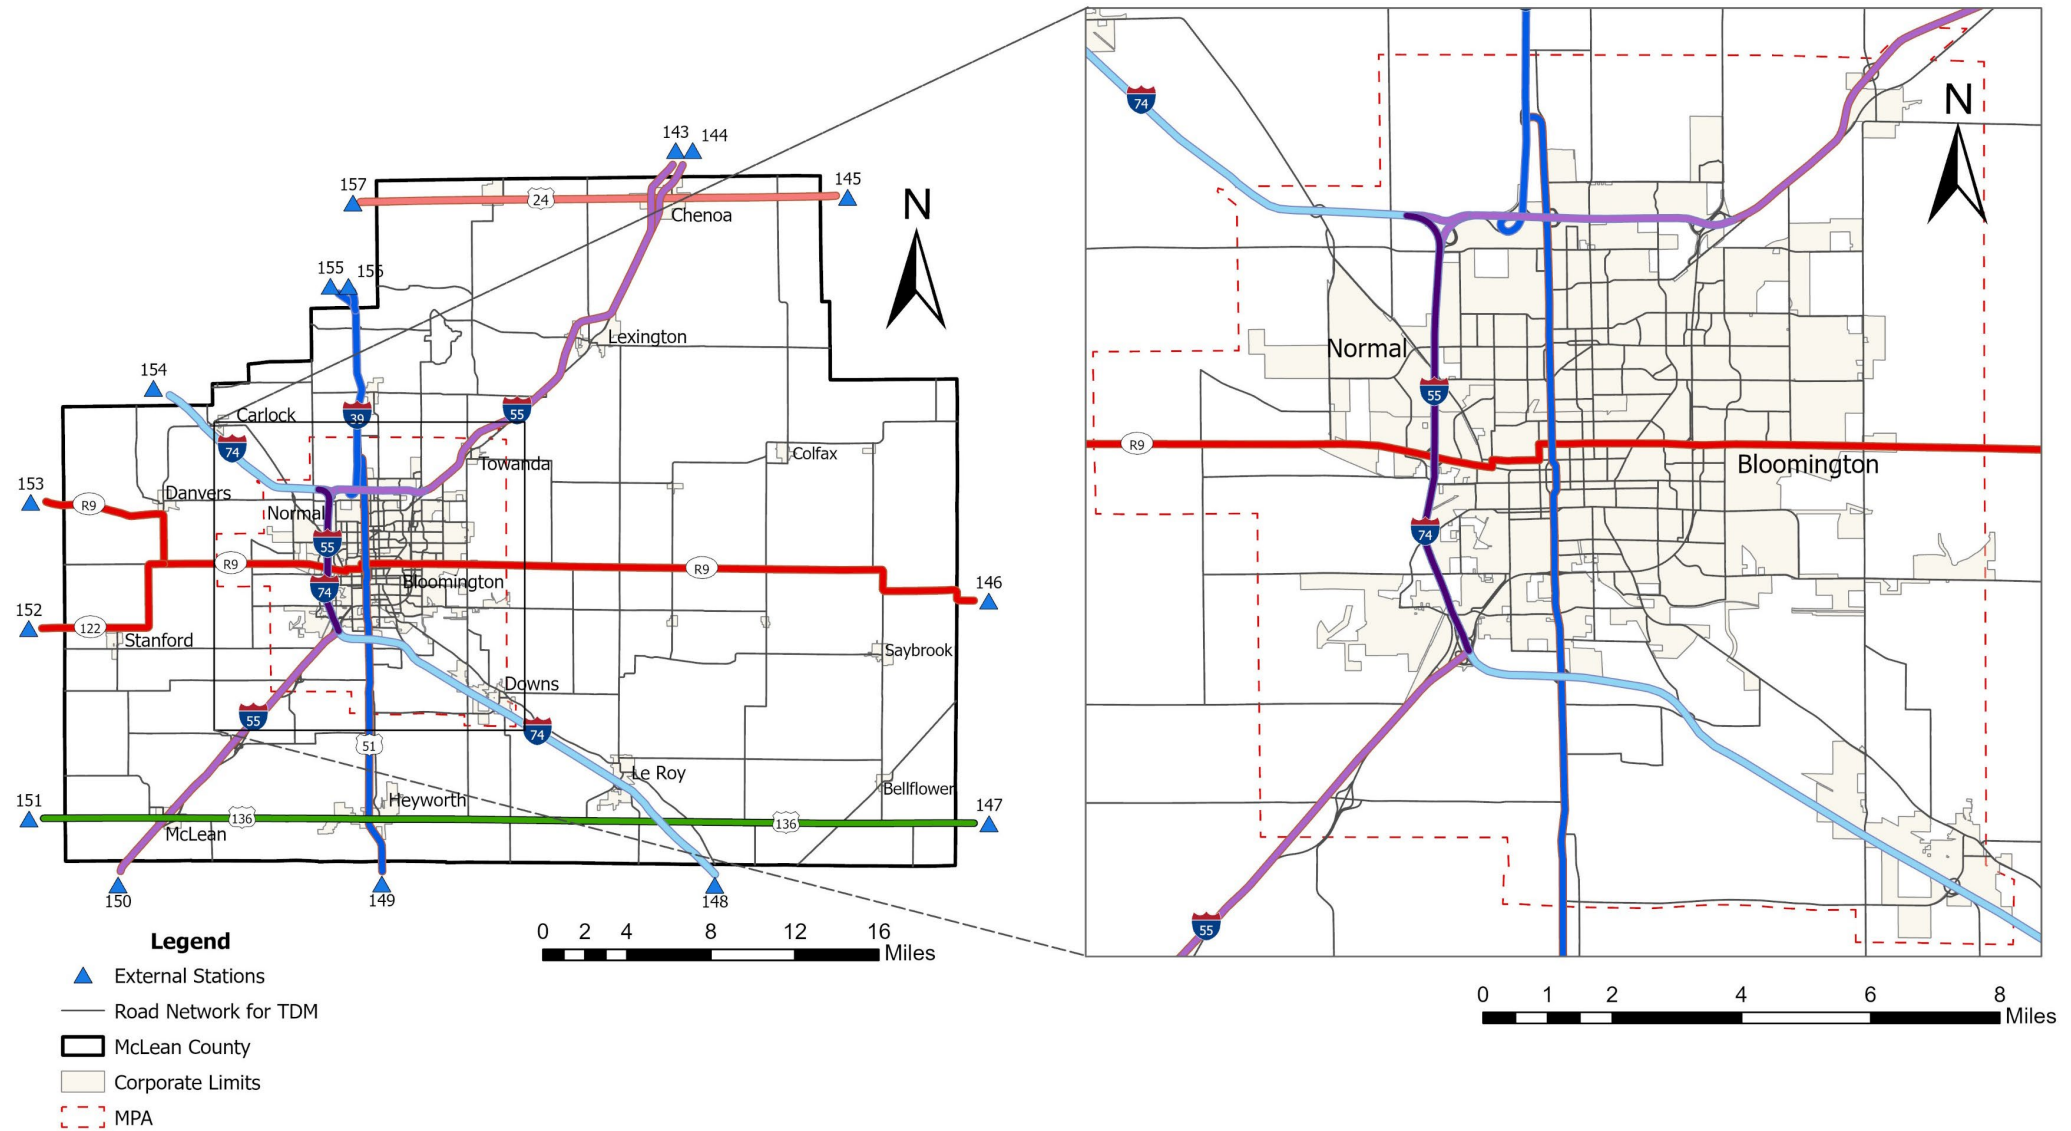 143
144
157
24
145
Chenoa
N
155
156
Lexington
154
Carlock
39
55
74
Towanda
Colfax
153
R9
Danvers
Normal
55
R9
R9
74
Bloomington
146
152
122
Stanford
Saybrook
Downs
55
51
74
Le Roy
Bellflower
Heyworth
151
136
136
147
McLean
150
149
148
0 2 4 8 12 16
Miles
Legend
External Stations
Road Network for TDM
McLean County
Corporate Limits
MPA
74
N
Normal
55
R9
Bloomington
74
55
0 1 2 4 6 8
Miles